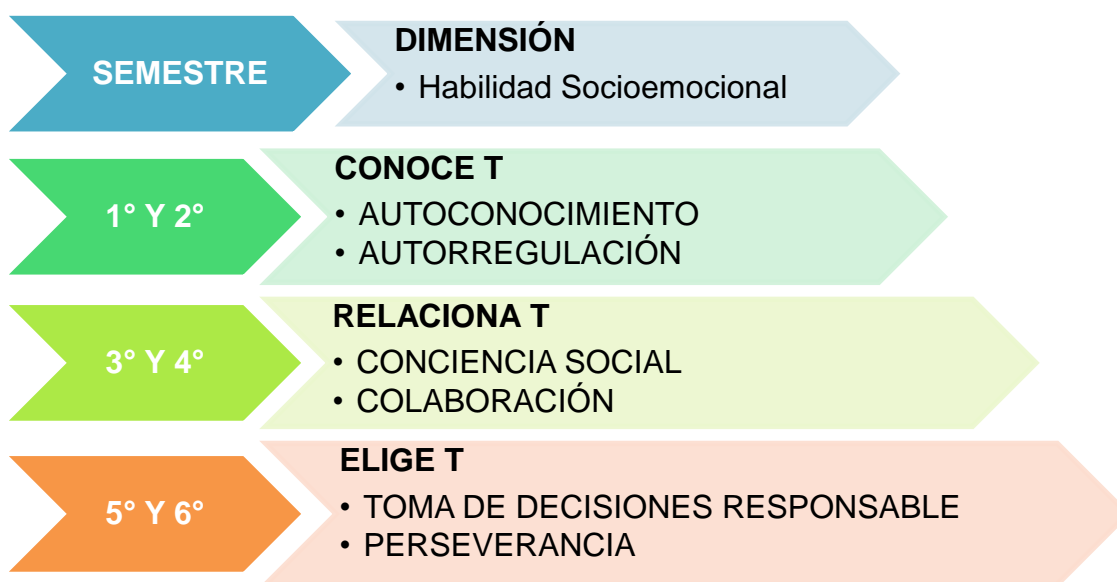 SEMESTRE
DIMENSIÓN
• Habilidad Socioemocional
1° Y 2°
CONOCE T
• AUTOCONOCIMIENTO
• AUTORREGULACIÓN
3° Y 4°
RELACIONA T
• CONCIENCIA SOCIAL
• COLABORACIÓN
5° Y 6°
ELIGE T
• TOMA DE DECISIONES RESPONSABLE
• PERSEVERANCIA